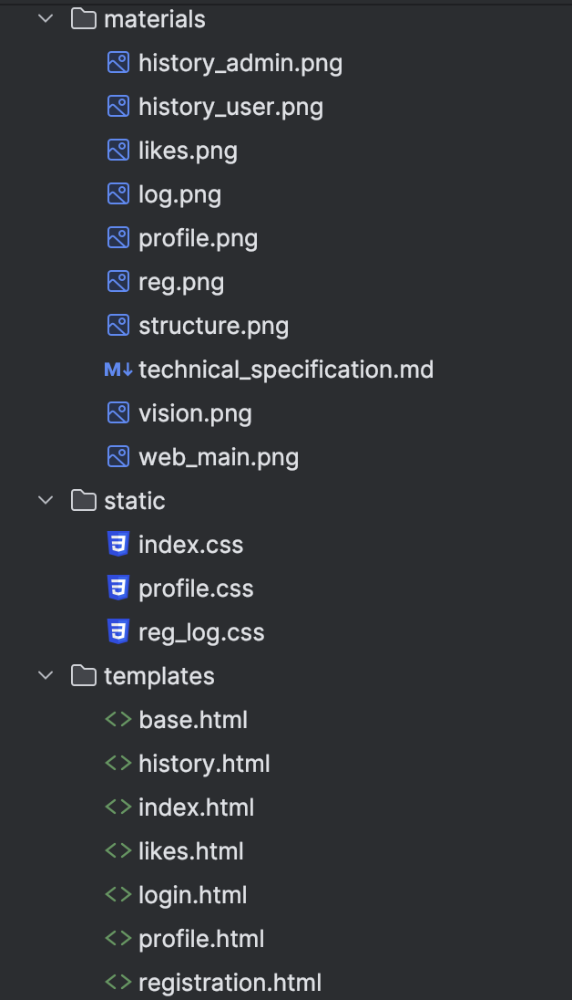 materials
history_admin.png
history_user.png
likes.png
log.png
profile.png
reg.png
structure.png
M↓ technical_specification.md
vision.png
web_main.png
static
index.css
profile.css
reg_log.css
templates
<> base.html
<> history.html
<> index.html
<> likes.html
<> login.html
<> profile.html
<> registration.html